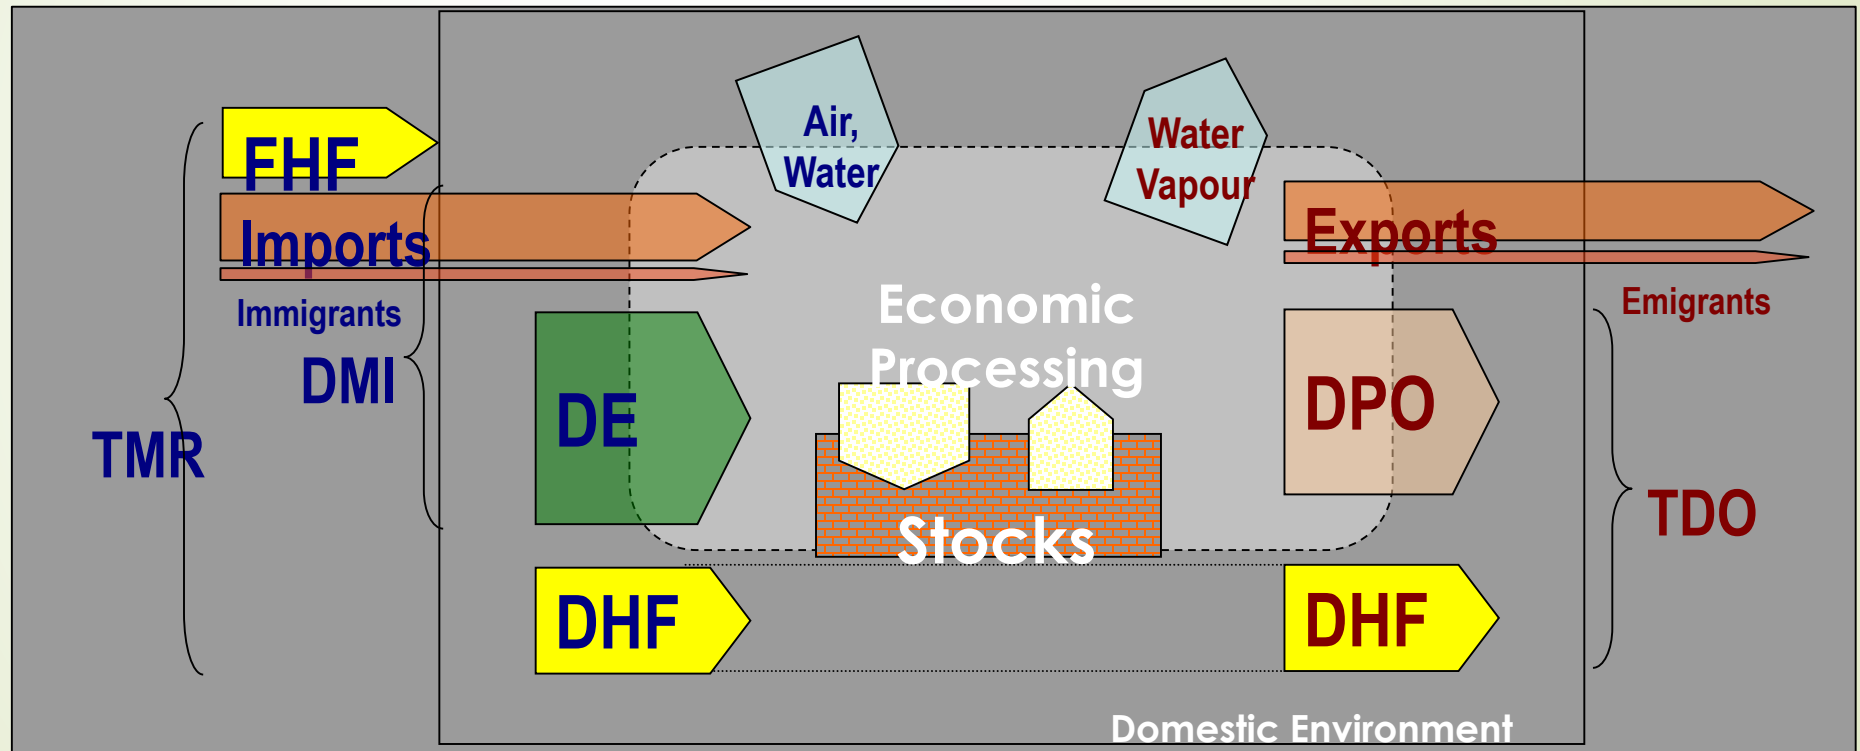 Air,
Water
Water
Vapour
FHF
Imports
Exports
Immigrants
Emigrants
Economic
Processing
DMI
DE
DPO
TMR
TDO
Stocks
DHF
DHF
Domestic Environment